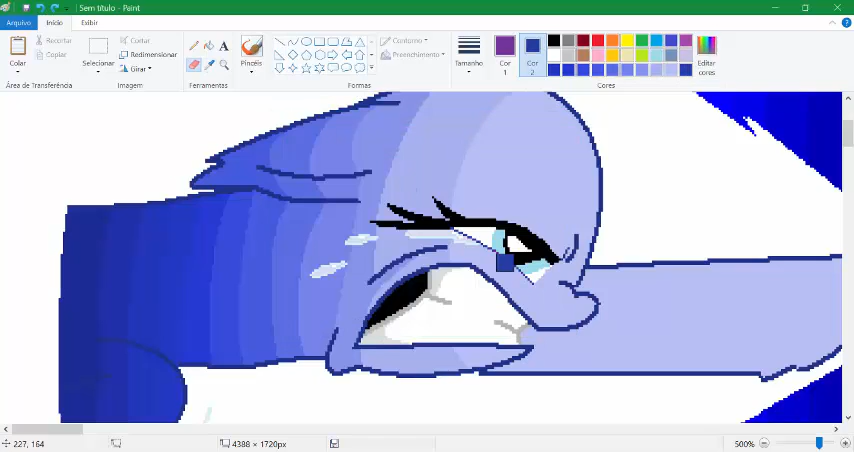 Sem título - Paint
Arquivo Início Exibir
Colar
Recortar
Copiar
Área de Transferência
Selecionar
Cortar
Redimensionar
Girar
Imagem
A
Ferramentas
Pincéis
Contorno
Preenchimento
Formas
Tamanho
Cor
1
Cor
2
Editar
cores
Cores
227, 164
4388 × 1720px
500%